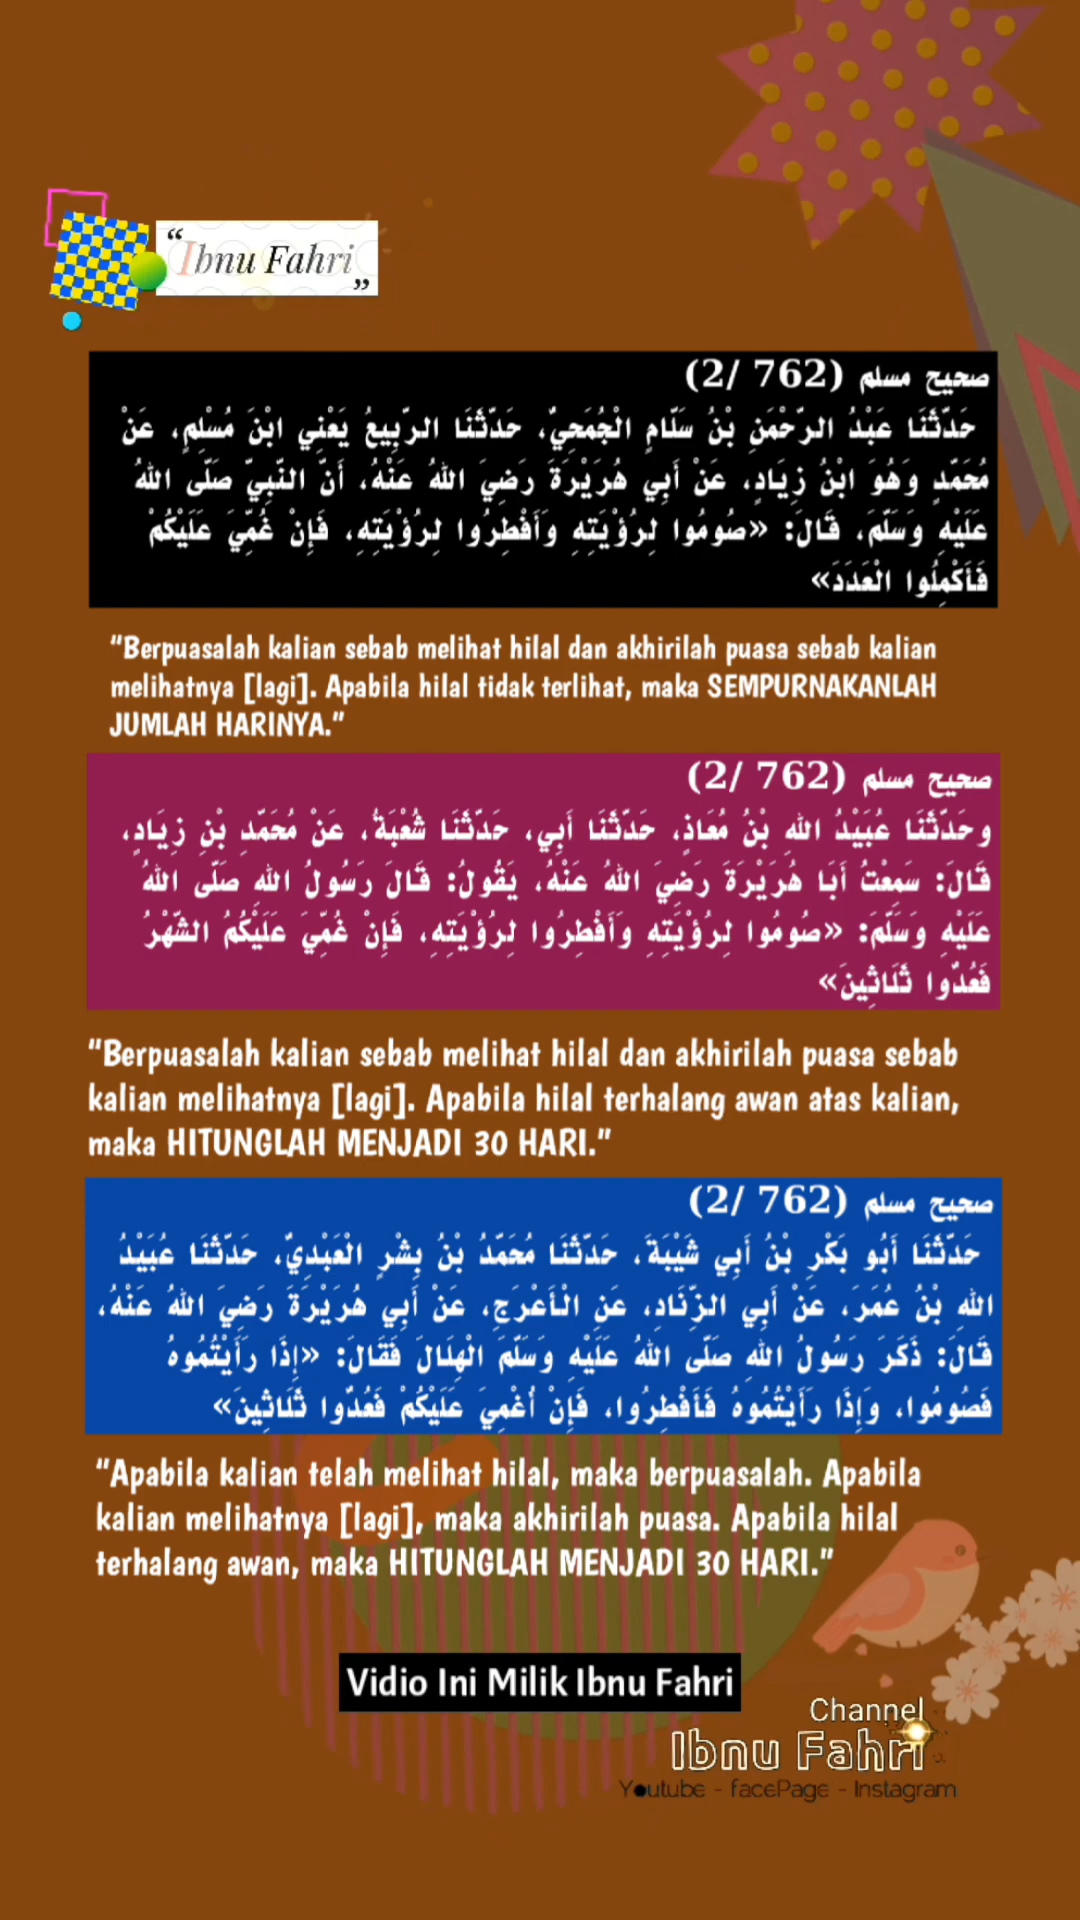 “Ibnu Fahri„
صحيح مسلم (2/ 762)
حَدَّثَنَا عَبْدُ الرَّحْمَنِ بْنُ سَلَّامٍ الْجُمَحِيُّ، حَدَّثَنَا الرَّبِيعُ يَعْنِي ابْنَ مُسْلِمٍ، عَنْ
مُحَمَّدٍ وَهُوَ ابْنُ زِيَادٍ، عَنْ أَبِي هُرَيْرَةَ رَضِيَ اللهُ عَنْهُ، أَنَّ النَّبِيَّ صَلَّى اللهُ
عَلَيْهِ وَسَلَّمَ، قَالَ: «صُومُوا لِرُؤْيَتِهِ وَأَفْطِرُوا لِرُؤْيَتِهِ، فَإِنْ غُمِّيَ عَلَيْكُمْ
فَأَكْمِلُوا الْعَدَدَ»
"Berpuasalah kalian sebab melihat hilal dan akhirilah puasa sebab kalian
melihatnya [lagi]. Apabila hilal tidak terlihat, maka SEMPURNAKANLAH
JUMLAH HARINYA."
صحيح مسلم (2/ 762)
وحَدَّثَنَا عُبَيْدُ اللهِ بْنُ مُعَاذٍ، حَدَّثَنَا أَبِي، حَدَّثَنَا شُعْبَةُ، عَنْ مُحَمَّدِ بْنِ زِيَادٍ،
قَالَ: سَمِعْتُ أَبَا هُرَيْرَةَ رَضِيَ اللهُ عَنْهُ، يَقُولُ: قَالَ رَسُولُ اللهِ صَلَّى اللهُ
عَلَيْهِ وَسَلَّمَ: «صُومُوا لِرُؤْيَتِهِ وَأَفْطِرُوا لِرُؤْيَتِهِ، فَإِنْ غُمِّيَ عَلَيْكُمُ الشَّهْرُ
فَعُدُّوا ثَلَاثِينَ»
"Berpuasalah kalian sebab melihat hilal dan akhirilah puasa sebab
kalian melihatnya [lagi]. Apabila hilal terhalang awan atas kalian,
maka HITUNGLAH MENJADI 30 HARI."
صحيح مسلم (2/ 762)
حَدَّثَنَا أَبُو بَكْرِ بْنُ أَبِي شَيْبَةَ، حَدَّثَنَا مُحَمَّدُ بْنُ بِشْرٍ الْعَبْدِيُّ، حَدَّثَنَا عُبَيْدُ
اللهِ بْنُ عُمَرَ، عَنْ أَبِي الزِّنَادِ، عَنِ الْأَعْرَجِ، عَنْ أَبِي هُرَيْرَةَ رَضِيَ اللهُ عَنْهُ،
قَالَ: ذَكَرَ رَسُولُ اللهِ صَلَّى اللهُ عَلَيْهِ وَسَلَّمَ الْهِلَالَ فَقَالَ: «إِذَا رَأَيْتُمُوهُ
فَصُومُوا، وَإِذَا رَأَيْتُمُوهُ فَأَفْطِرُوا، فَإِنْ أُغْمِيَ عَلَيْكُمْ فَعُدُّوا ثَلَاثِينَ»
"Apabila kalian telah melihat hilal, maka berpuasalah. Apabila
kalian melihatnya [lagi], maka akhirilah puasa. Apabila hilal
terhalang awan, maka HITUNGLAH MENJADI 30 HARI."
Vidio Ini Milik Ibnu Fahri
Channel
Ibnu Fahri
Youtube - facePage - Instagram